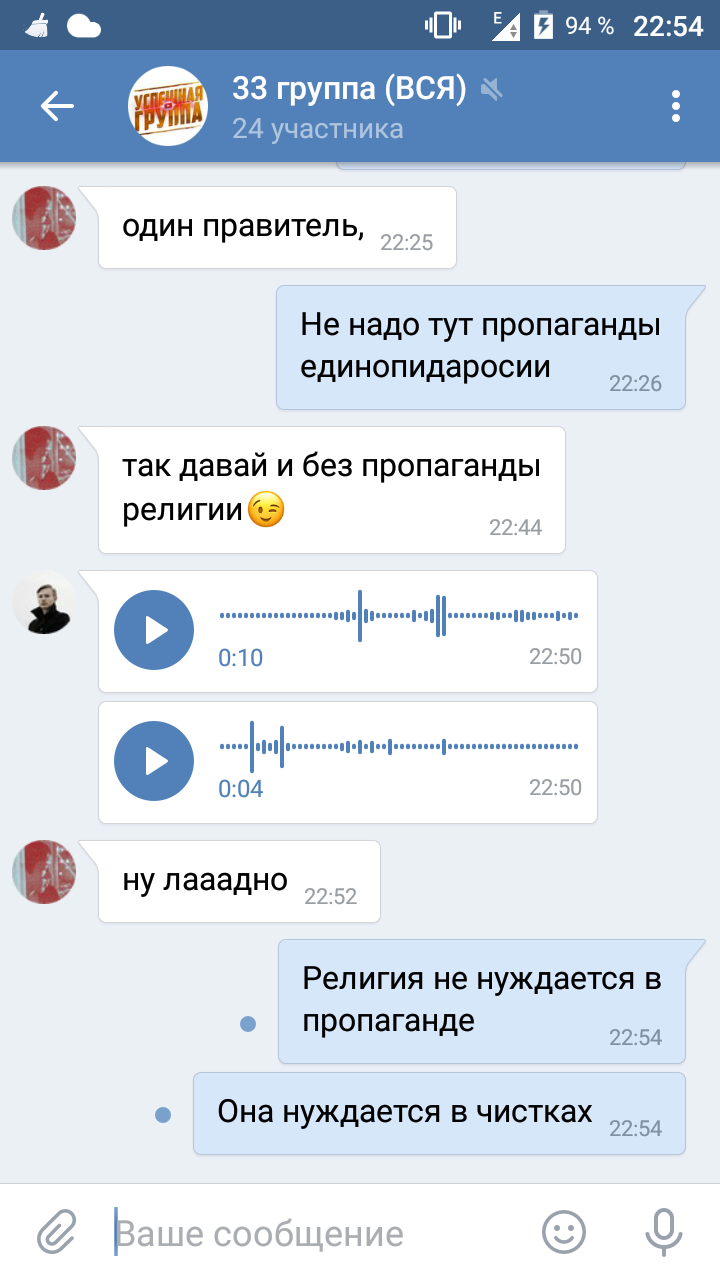 E 94 % 22:54
УСПЕШНАЯ
ГРУППА
33 группа (ВСЯ)
24 участника
один правитель, 22:25
Не надо тут пропаганды
единопидаросии 22:26
так давай и без пропаганды
религии😉 22:44
0:10 22:50
0:04 22:50
ну лааадно 22:52
Религия не нуждается в
пропаганде 22:54
Она нуждается в чистках 22:54
Ваше сообщение